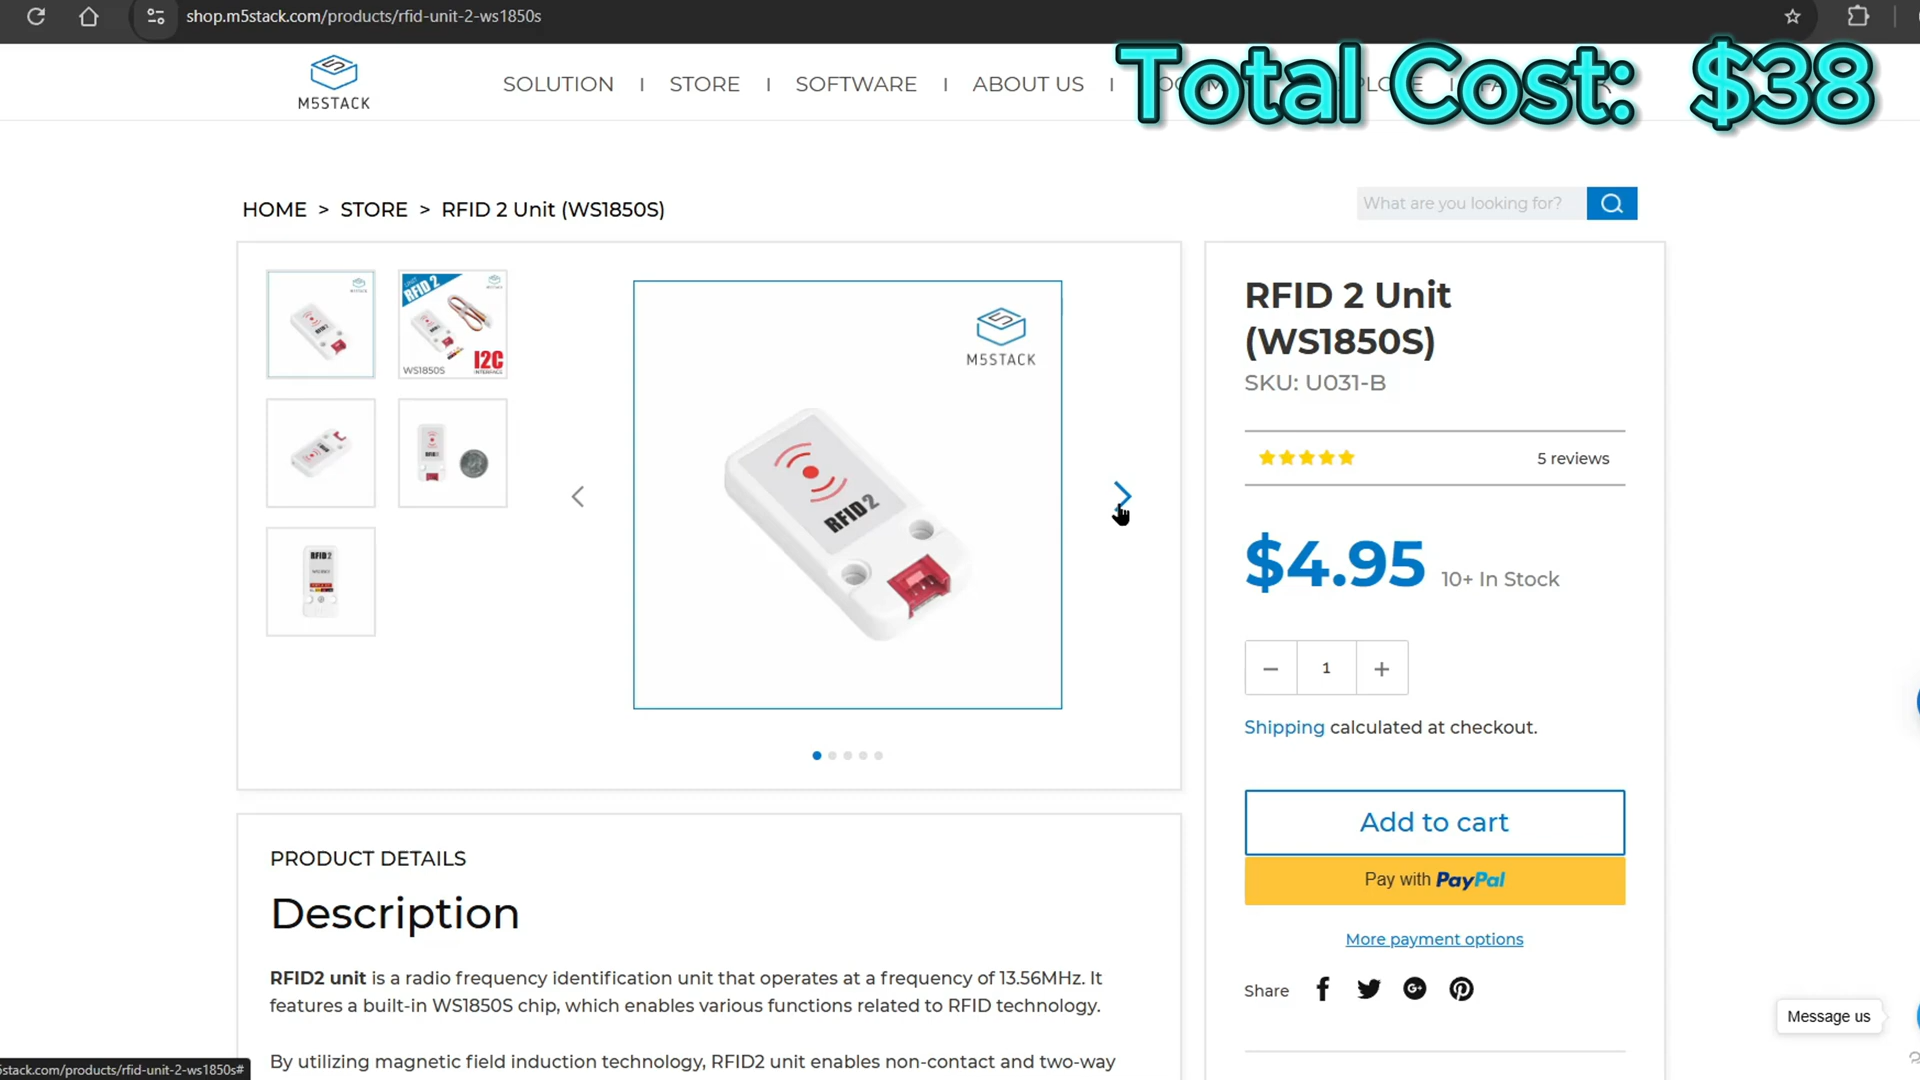 shop.m5stack.com/products/rfid-unit-2-ws1850s
Total Cost: $38
M5STACK
SOLUTION | STORE | SOFTWARE | ABOUT US |
HOME > STORE > RFID 2 Unit (WS1850S)
What are you looking for?
UNIT
RFID 2
WS1850S
I2C
INTERFACE
RFID 2
M5STACK
RFID 2
RFID 2 Unit
(WS1850S)
SKU: U031-B
5 reviews
$4.95 10+ In Stock
− 1 +
Shipping calculated at checkout.
Add to cart
Pay with PayPal
More payment options
Share
PRODUCT DETAILS
Description
RFID2 unit is a radio frequency identification unit that operates at a frequency of 13.56MHz. It
features a built-in WS1850S chip, which enables various functions related to RFID technology.
By utilizing magnetic field induction technology, RFID2 unit enables non-contact and two-way
Message us
5stack.com/products/rfid-unit-2-ws1850s#